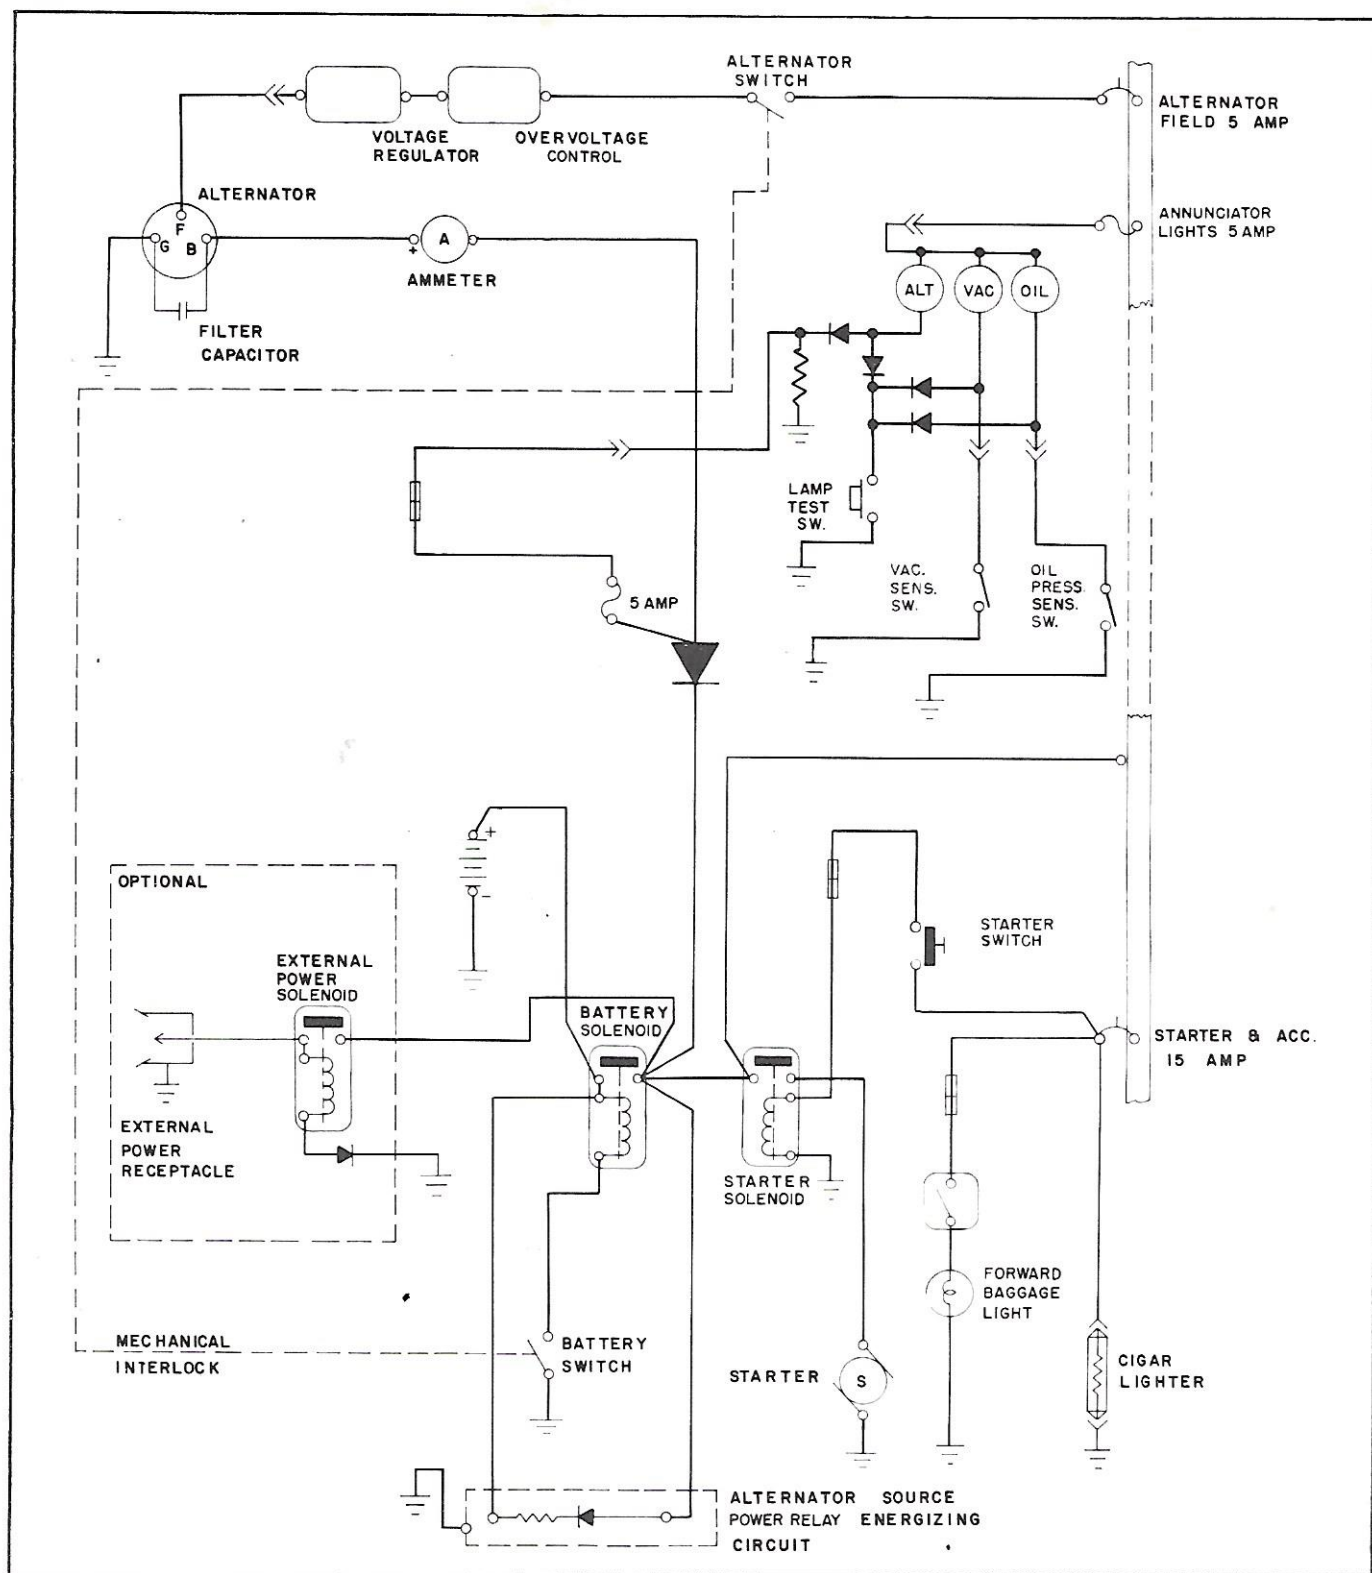 ALTERNATOR
SWITCH
ALTERNATOR
FIELD 5 AMP
VOLTAGE
REGULATOR
OVERVOLTAGE
CONTROL
ALTERNATOR
F
G
B
+
A
AMMETER
FILTER
CAPACITOR
ANNUNCIATOR
LIGHTS 5 AMP
ALT
VAC
OIL
LAMP
TEST
SW.
5 AMP
VAC.
SENS.
SW.
OIL
PRESS.
SENS.
SW.
+
-
OPTIONAL
EXTERNAL
POWER
SOLENOID
BATTERY
SOLENOID
STARTER
SWITCH
STARTER & ACC.
15 AMP
EXTERNAL
POWER
RECEPTACLE
STARTER
SOLENOID
FORWARD
BAGGAGE
LIGHT
MECHANICAL
INTERLOCK
BATTERY
SWITCH
STARTER
S
CIGAR
LIGHTER
ALTERNATOR SOURCE
POWER RELAY ENERGIZING
CIRCUIT